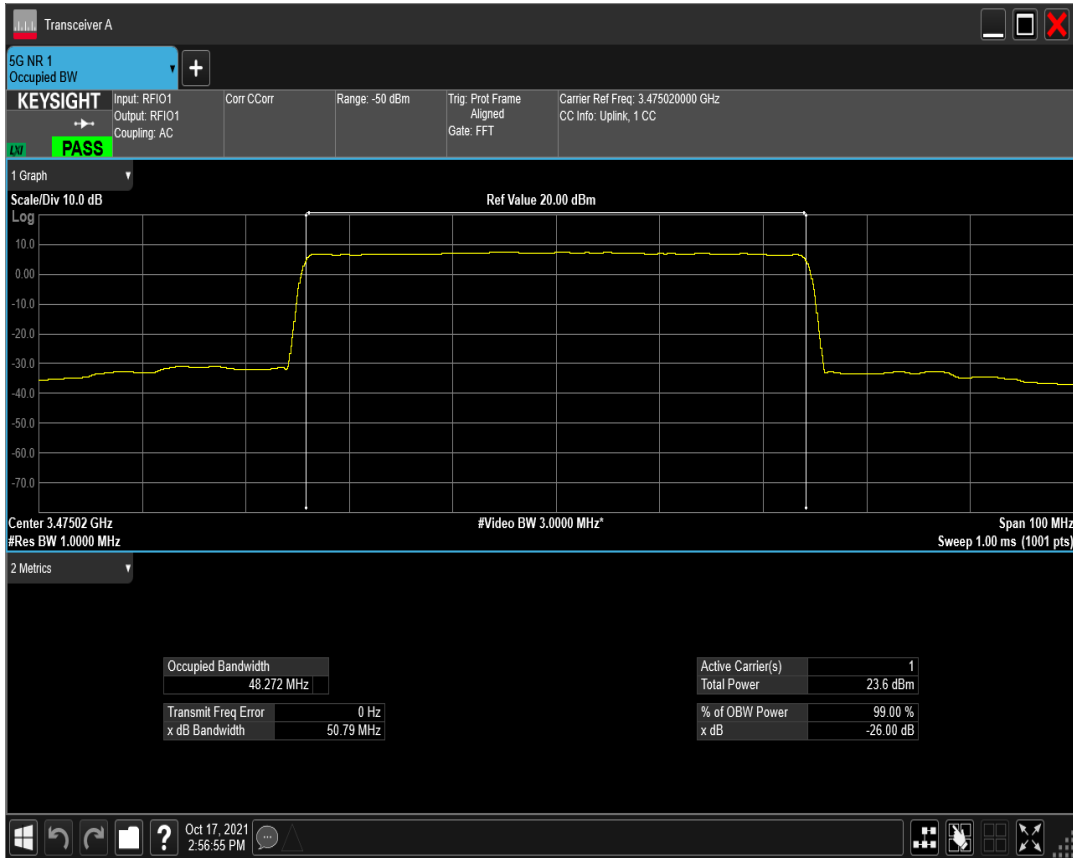 Transceiver A
5G NR 1
Occupied BW
KEYSIGHT
LXI
PASS
Input: RFIO1
Output: RFIO1
Coupling: AC
Corr CCorr
Range: -50 dBm
Trig: Prot Frame
Aligned
Gate: FFT
Carrier Ref Freq: 3.475020000 GHz
CC Info: Uplink, 1 CC
1 Graph
Scale/Div 10.0 dB
Ref Value 20.00 dBm
Log
10.0
0.00
-10.0
-20.0
-30.0
-40.0
-50.0
-60.0
-70.0
Center 3.47502 GHz
#Video BW 3.0000 MHz*
Span 100 MHz
#Res BW 1.0000 MHz
Sweep 1.00 ms (1001 pts)
2 Metrics
Occupied Bandwidth
48.272 MHz
Transmit Freq Error 0 Hz
x dB Bandwidth 50.79 MHz
Active Carrier(s) 1
Total Power 23.6 dBm
% of OBW Power 99.00 %
x dB -26.00 dB
?
Oct 17, 2021
2:56:55 PM